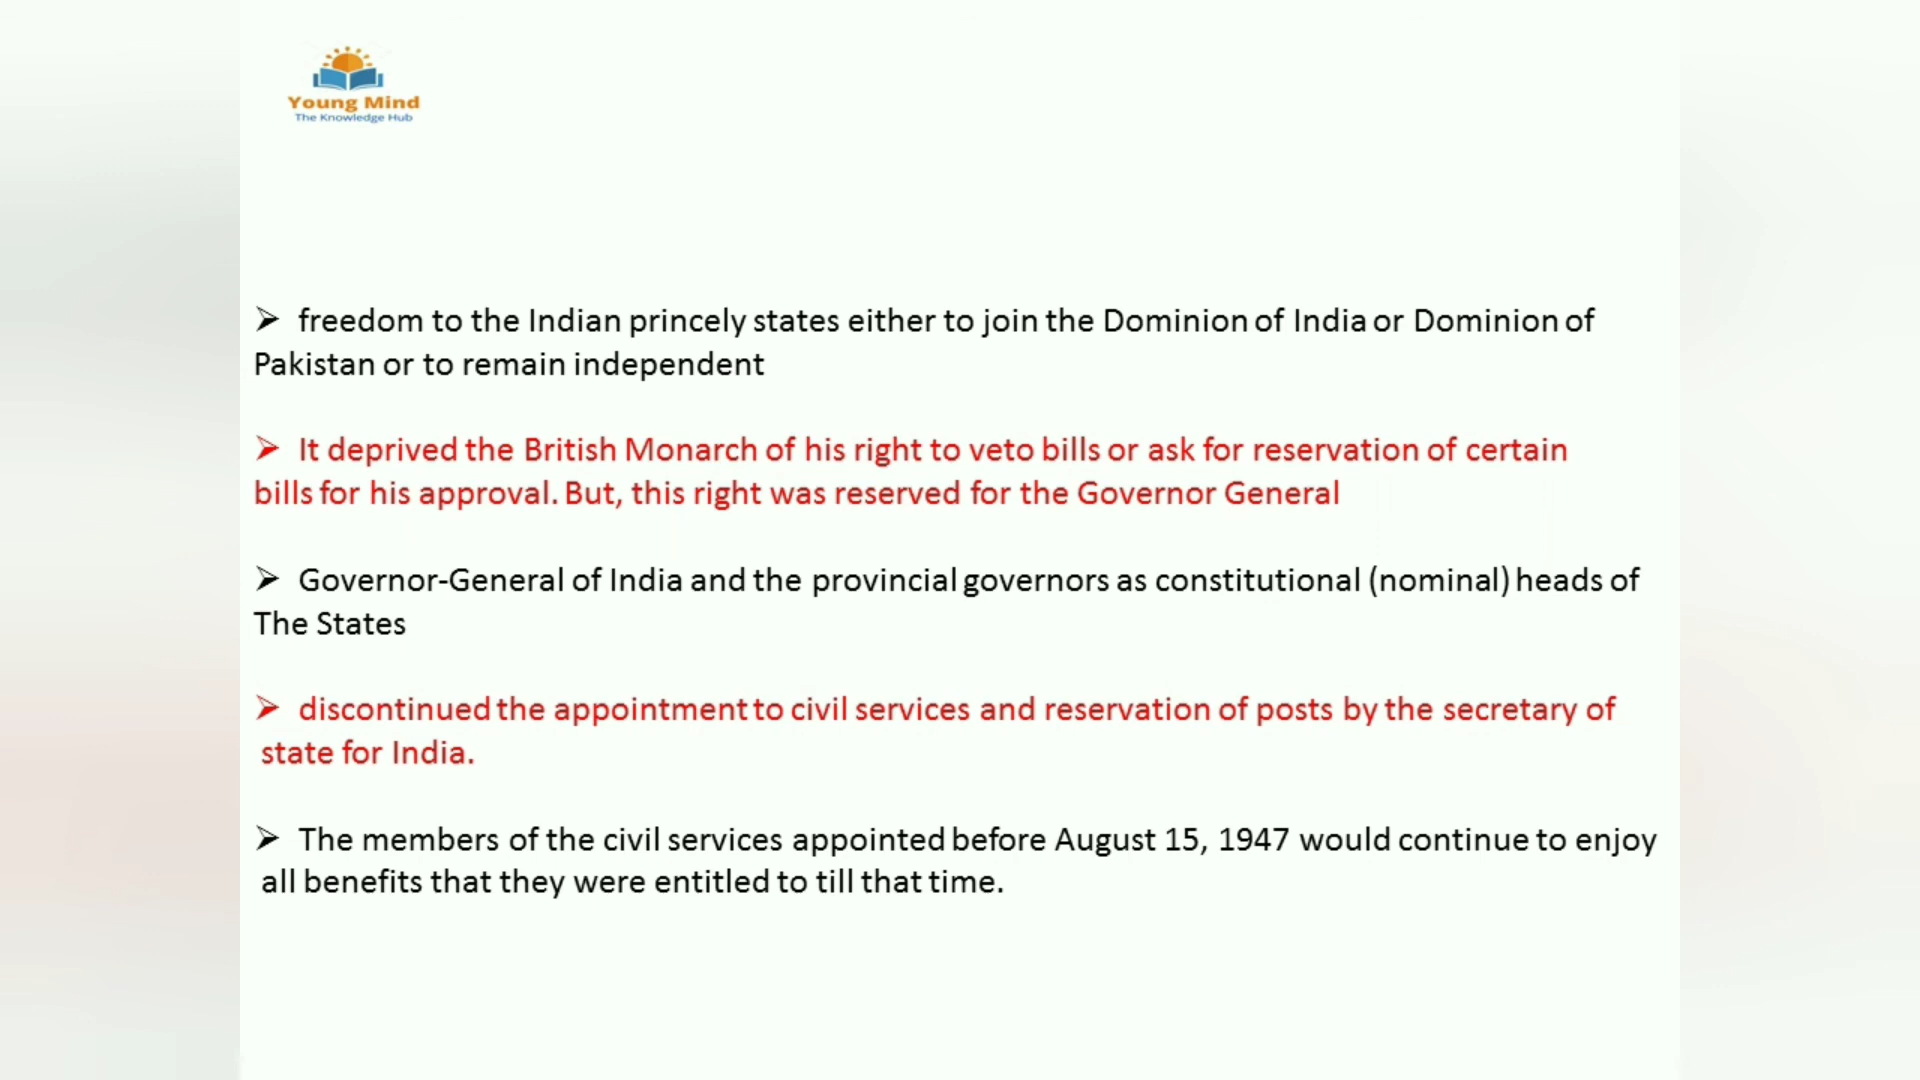 Young Mind
The Knowledge Hub
➢ freedom to the Indian princely states either to join the Dominion of India or Dominion of
Pakistan or to remain independent
➢ It deprived the British Monarch of his right to veto bills or ask for reservation of certain
bills for his approval. But, this right was reserved for the Governor General
➢ Governor-General of India and the provincial governors as constitutional (nominal) heads of
The States
➢ discontinued the appointment to civil services and reservation of posts by the secretary of
state for India.
➢ The members of the civil services appointed before August 15, 1947 would continue to enjoy
all benefits that they were entitled to till that time.